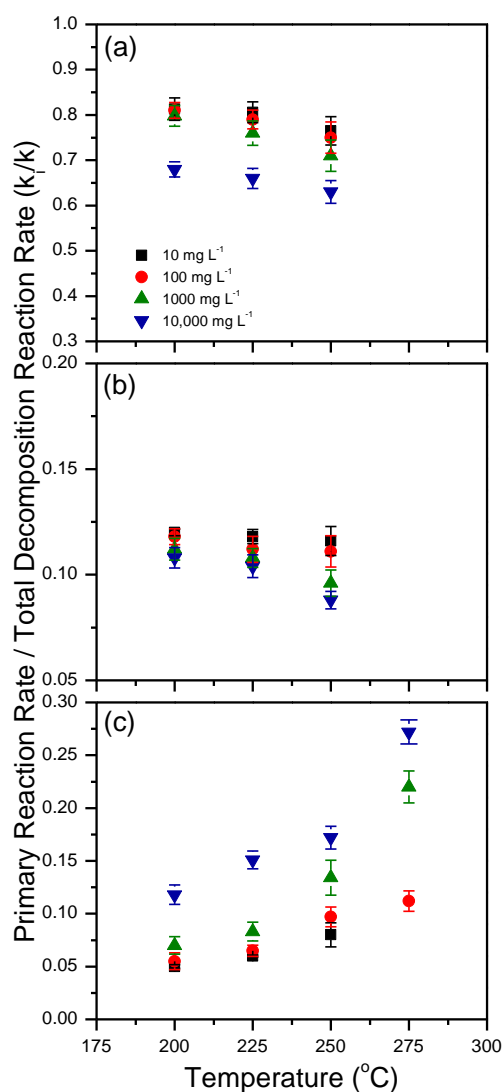 Primary Reaction Rate / Total Decomposition Reaction Rate (kᵢ/k)
1.0
(a)
0.9
0.8
0.7
0.6
0.5
10 mg L⁻¹
100 mg L⁻¹
0.4
1000 mg L⁻¹
10,000 mg L⁻¹
0.3
0.20
(b)
0.15
0.10
0.05
0.30
(c)
0.25
0.20
0.15
0.10
0.05
0.00
175 200 225 250 275 300
Temperature (°C)